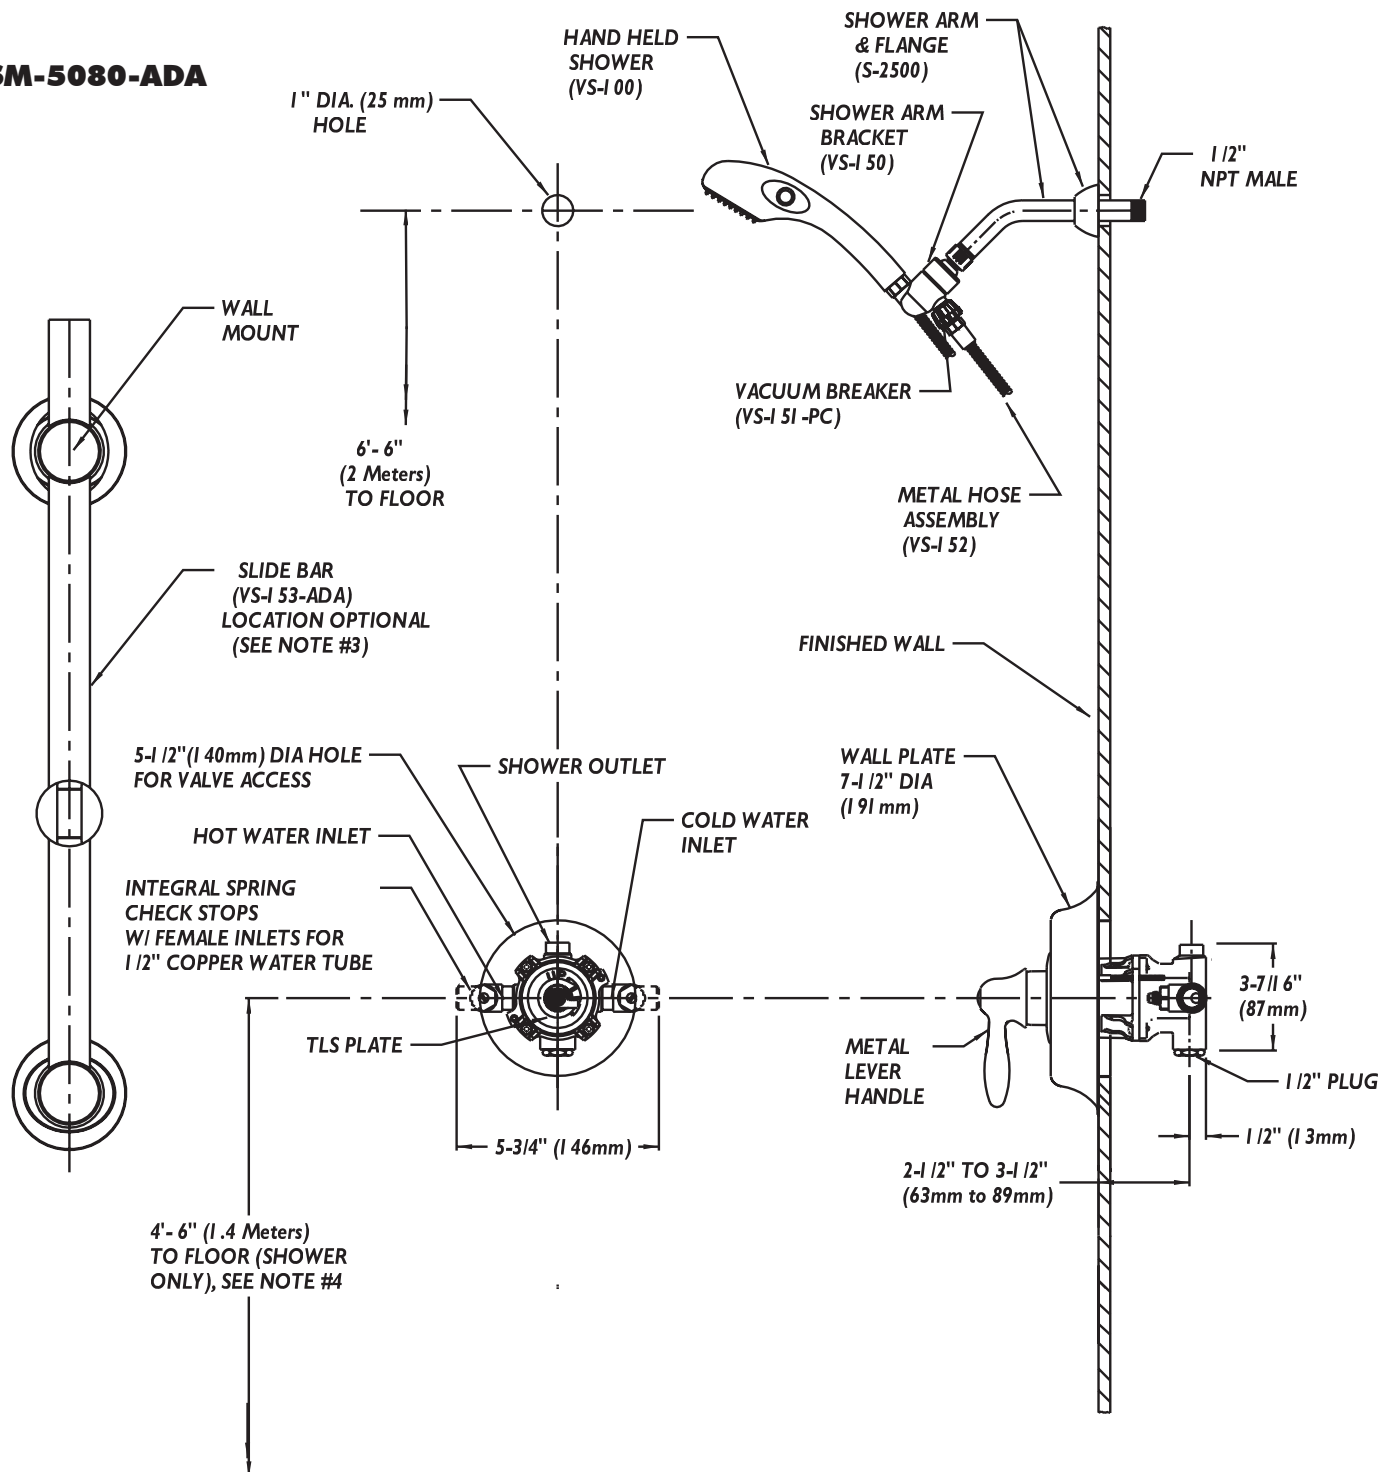 SM-5080-ADA
1" DIA. (25 mm)
HOLE
HAND HELD
SHOWER
(VS-100)
SHOWER ARM
& FLANGE
(S-2500)
SHOWER ARM
BRACKET
(VS-150)
1/2"
NPT MALE
WALL
MOUNT
VACUUM BREAKER
(VS-151-PC)
6'- 6"
(2 Meters)
TO FLOOR
METAL HOSE
ASSEMBLY
(VS-152)
SLIDE BAR
(VS-153-ADA)
LOCATION OPTIONAL
(SEE NOTE #3)
FINISHED WALL
5-1/2"(140mm) DIA HOLE
FOR VALVE ACCESS
SHOWER OUTLET
WALL PLATE
7-1/2" DIA
(191 mm)
HOT WATER INLET
COLD WATER
INLET
INTEGRAL SPRING
CHECK STOPS
W/ FEMALE INLETS FOR
1/2" COPPER WATER TUBE
UP
3-7/16"
(87mm)
TLS PLATE
METAL
LEVER
HANDLE
1/2" PLUG
5-3/4" (146mm)
1/2" (13mm)
2-1/2" TO 3-1/2"
(63mm to 89mm)
4'- 6" (1.4 Meters)
TO FLOOR (SHOWER
ONLY), SEE NOTE #4